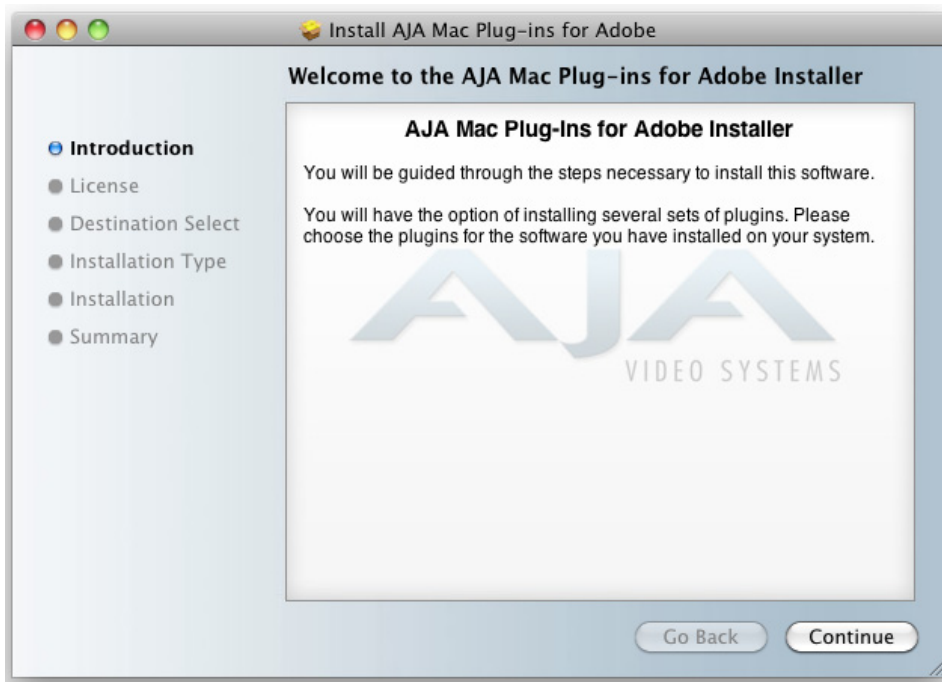 Install AJA Mac Plug-ins for Adobe
Welcome to the AJA Mac Plug-ins for Adobe Installer
Introduction
License
Destination Select
Installation Type
Installation
Summary
AJA Mac Plug-Ins for Adobe Installer
You will be guided through the steps necessary to install this software.
You will have the option of installing several sets of plugins. Please
choose the plugins for the software you have installed on your system.
AJA
VIDEO SYSTEMS
Go Back
Continue